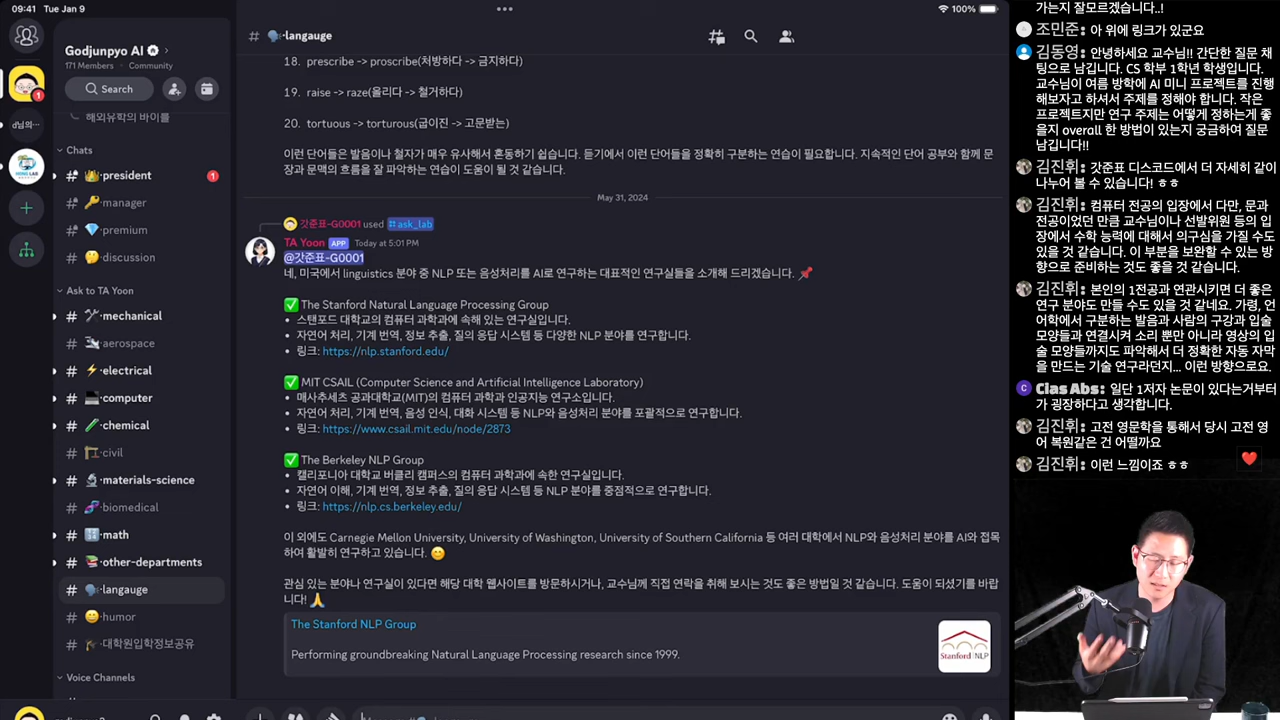 09:41 Tue Jan 9
100%
Godjunpyo AI
171 Members · Community
Search
해외유학의 바이블
Chats
president
1
manager
premium
discussion
Ask to TA Yoon
mechanical
aerospace
electrical
computer
chemical
civil
materials-science
biomedical
math
other-departments
langauge
humor
대학원입학정보공유
Voice Channels
1
d님의...
langauge
18. prescribe -> proscribe(처방하다 -> 금지하다)
19. raise -> raze(올리다 -> 철거하다)
20. tortuous -> torturous(굽이진 -> 고문받는)
이런 단어들은 발음이나 철자가 매우 유사해서 혼동하기 쉽습니다. 듣기에서 이런 단어들을 정확히 구분하는 연습이 필요합니다. 지속적인 단어 공부와 함께 문
장과 문맥의 흐름을 잘 파악하는 연습이 도움이 될 것 같습니다.
May 31, 2024
갓준표-G0001 used ask_lab
TA Yoon APP Today at 5:01 PM
@갓준표-G0001
네, 미국에서 linguistics 분야 중 NLP 또는 음성처리를 AI로 연구하는 대표적인 연구실들을 소개해 드리겠습니다. 📌
✅ The Stanford Natural Language Processing Group
• 스탠포드 대학교의 컴퓨터 과학과에 속해 있는 연구실입니다.
• 자연어 처리, 기계 번역, 정보 추출, 질의 응답 시스템 등 다양한 NLP 분야를 연구합니다.
• 링크: https://nlp.stanford.edu/
✅ MIT CSAIL (Computer Science and Artificial Intelligence Laboratory)
• 매사추세츠 공과대학교(MIT)의 컴퓨터 과학과 인공지능 연구소입니다.
• 자연어 처리, 기계 번역, 음성 인식, 대화 시스템 등 NLP와 음성처리 분야를 포괄적으로 연구합니다.
• 링크: https://www.csail.mit.edu/node/2873
✅ The Berkeley NLP Group
• 캘리포니아 대학교 버클리 캠퍼스의 컴퓨터 과학과에 속한 연구실입니다.
• 자연어 이해, 기계 번역, 정보 추출, 질의 응답 시스템 등 NLP 분야를 중점적으로 연구합니다.
• 링크: https://nlp.cs.berkeley.edu/
이 외에도 Carnegie Mellon University, University of Washington, University of Southern California 등 여러 대학에서 NLP와 음성처리 분야를 AI와 접목
하여 활발히 연구하고 있습니다. 😊
관심 있는 분야나 연구실이 있다면 해당 대학 웹사이트를 방문하시거나, 교수님께 직접 연락을 취해 보시는 것도 좋은 방법일 것 같습니다. 도움이 되셨기를 바랍
니다! 🙏
The Stanford NLP Group
Performing groundbreaking Natural Language Processing research since 1999.
Stanford NLP
가는지 잘모르겠습니다..!
조민준: 아 위에 링크가 있군요
김동영: 안녕하세요 교수님!! 간단한 질문 채
팅으로 남깁니다. CS 학부 1학년 학생입니다.
교수님이 여름 방학에 AI 미니 프로젝트를 진행
해보자고 하셔서 주제를 정해야 합니다. 작은
프로젝트지만 연구 주제는 어떻게 정하는게 좋
을지 overall 한 방법이 있는지 궁금하여 질문
남깁니다!!
김진휘: 갓준표 디스코드에서 더 자세히 같이
나누어 볼 수 있습니다! ㅎㅎ
김진휘: 컴퓨터 전공의 입장에서 다만, 문과
전공이었던 만큼 교수님이나 선발위원 등의 입
장에서 수학 능력에 대해서 의구심을 가질 수도
있을 것 같습니다. 이 부분을 보완할 수 있는 방
향으로 준비하는 것도 좋을 것 같습니다.
김진휘: 본인의 1전공과 연관시키면 더 좋은
연구 분야도 만들 수도 있을 것 같네요. 가령, 언
어학에서 구분하는 발음과 사람의 구강과 입술
모양들과 연결시켜 소리 뿐만 아니라 영상의 입
술 모양들까지도 파악해서 더 정확한 자동 자막
을 만드는 기술 연구라던지... 이런 방향으로요.
C Clas Abs: 일단 1저자 논문이 있다는거부터
가 굉장하다고 생각합니다.
김진휘: 고전 영문학을 통해서 당시 고전 영
어 복원같은 건 어떨까요
김진휘: 이런 느낌이죠 ㅎㅎ